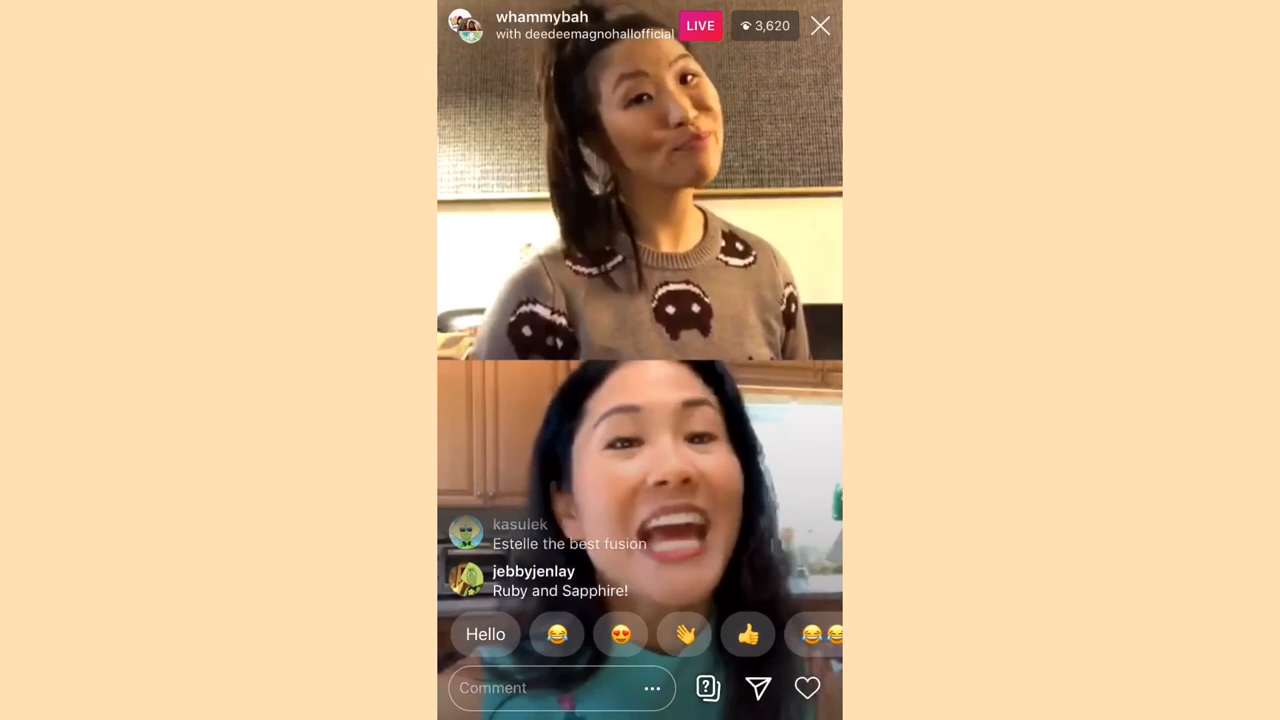 whammybah
with deedeemagnohallofficial
LIVE
3,620
kasulek
Estelle the best fusion
jebbyjenlay
Ruby and Sapphire!
Hello
Comment